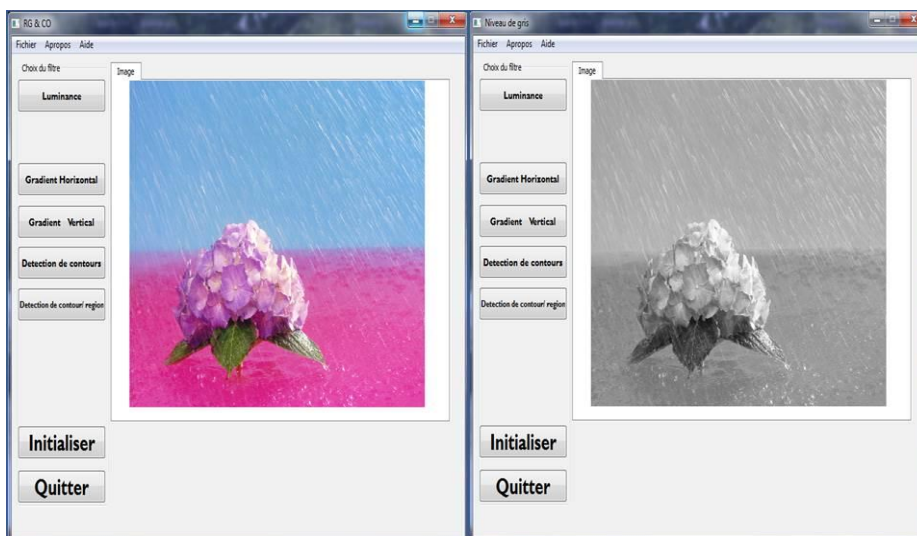 RG & CO
Fichier Apropos Aide
Choix du filtre
Image
Luminance
Gradient Horizontal
Gradient Vertical
Detection de contours
Detection de contour/ region
Initialiser
Quitter
Niveau de gris
Fichier Apropos Aide
Choix du filtre
Image
Luminance
Gradient Horizontal
Gradient Vertical
Detection de contours
Detection de contour/ region
Initialiser
Quitter